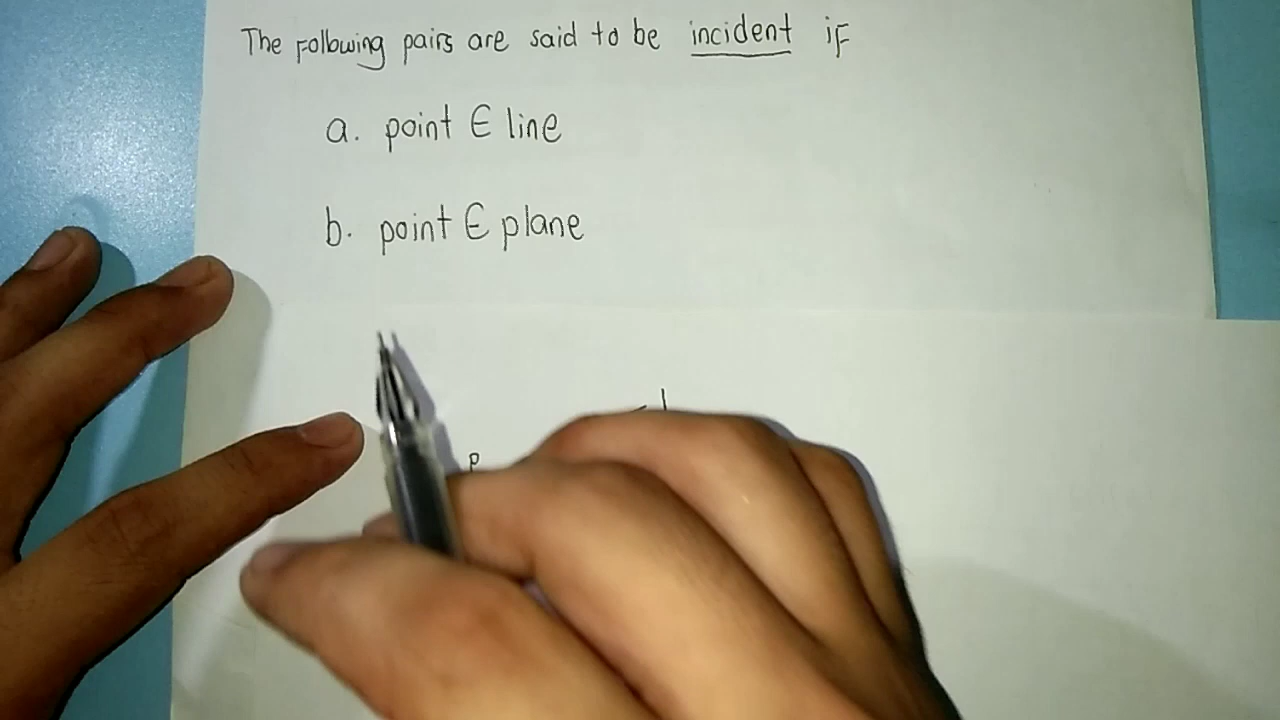 The following pairs are said to be incident if
a. point ∈ line
b. point ∈ plane
P